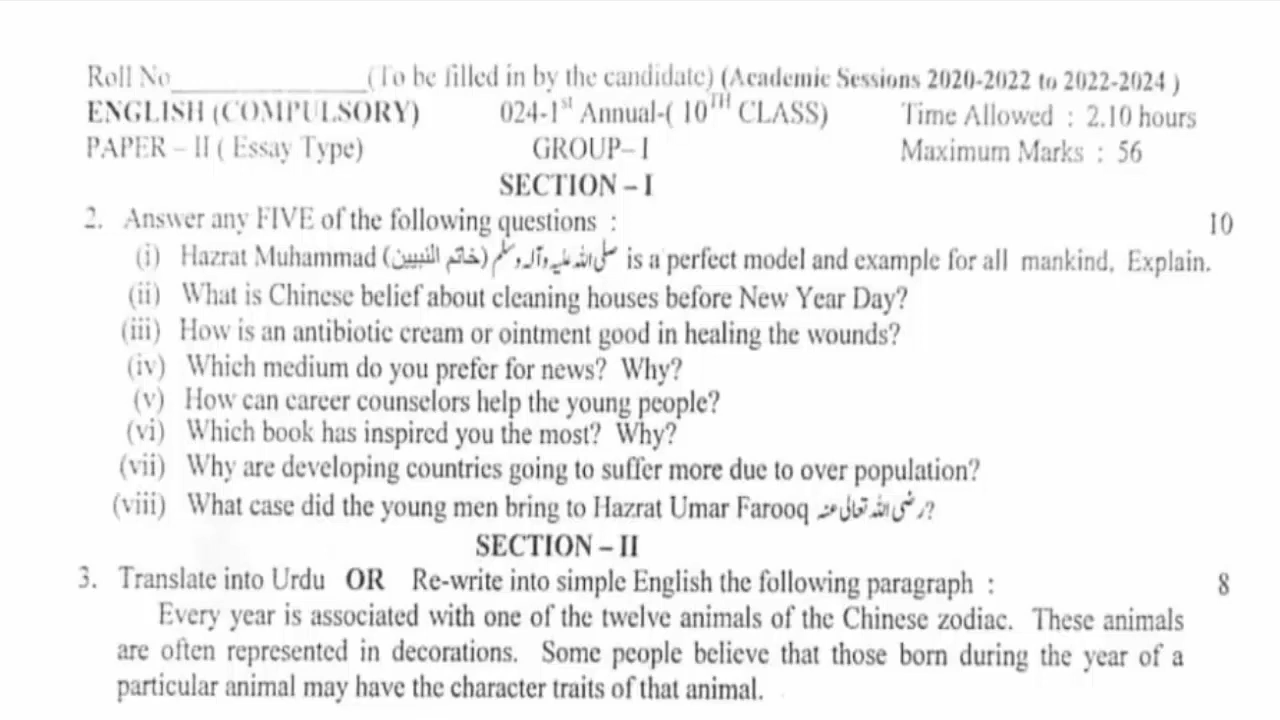 Roll No______________(To be filled in by the candidate) (Academic Sessions 2020-2022 to 2022-2024 )
ENGLISH (COMPULSORY) 024-1st Annual-( 10TH CLASS) Time Allowed : 2.10 hours
PAPER – II ( Essay Type) GROUP– I Maximum Marks : 56
SECTION – I
2. Answer any FIVE of the following questions : 10
(i) Hazrat Muhammad (خاتم النبیین) صلی اللہ علیہ وآلہ وسلم is a perfect model and example for all mankind, Explain.
(ii) What is Chinese belief about cleaning houses before New Year Day?
(iii) How is an antibiotic cream or ointment good in healing the wounds?
(iv) Which medium do you prefer for news? Why?
(v) How can career counselors help the young people?
(vi) Which book has inspired you the most? Why?
(vii) Why are developing countries going to suffer more due to over population?
(viii) What case did the young men bring to Hazrat Umar Farooq رضی اللہ تعالیٰ عنہ?
SECTION – II
3. Translate into Urdu OR Re-write into simple English the following paragraph : 8
Every year is associated with one of the twelve animals of the Chinese zodiac. These animals
are often represented in decorations. Some people believe that those born during the year of a
particular animal may have the character traits of that animal.